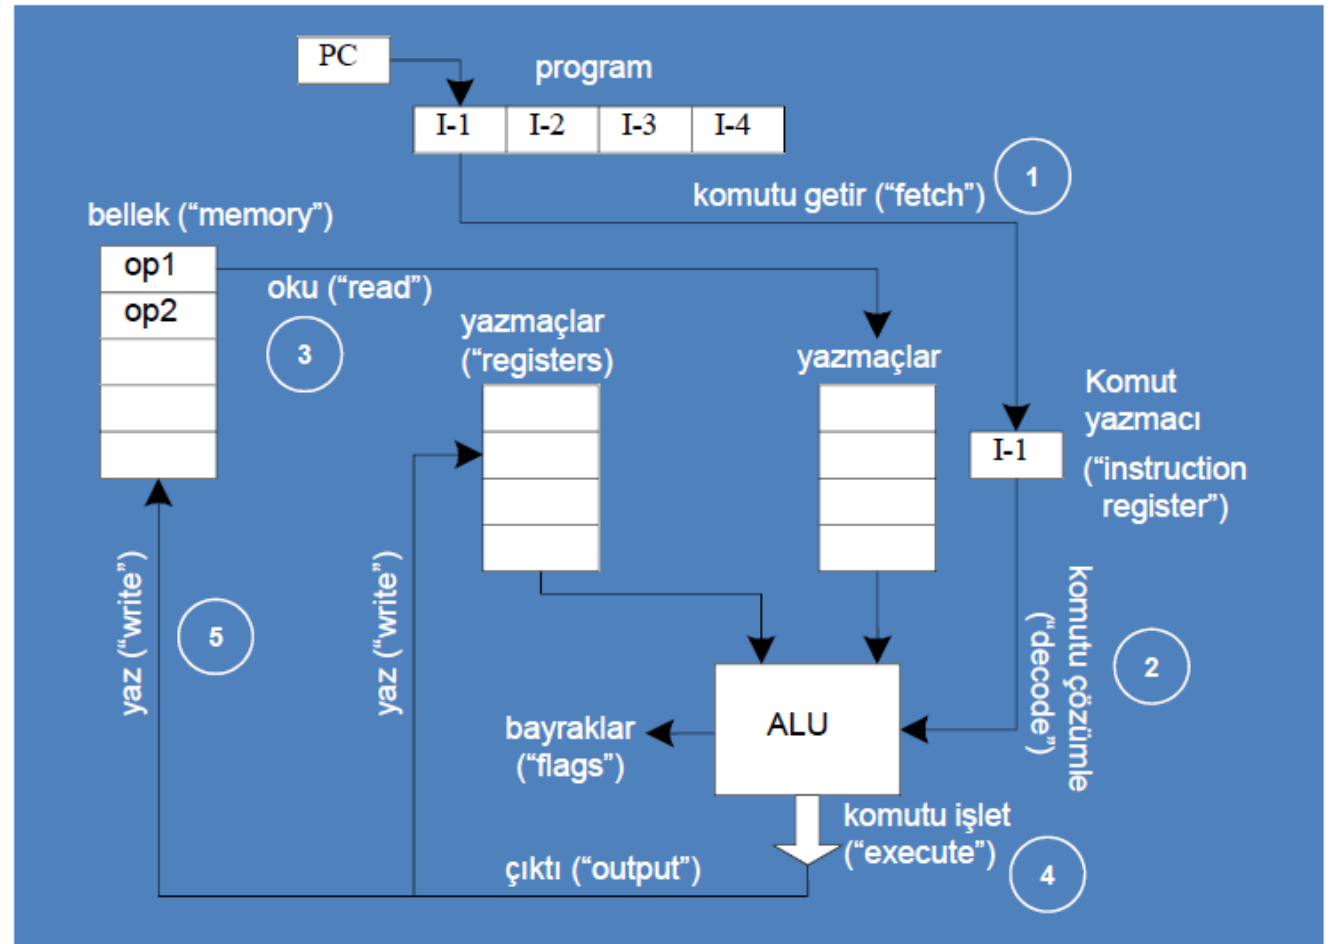 PC
program
I-1 I-2 I-3 I-4
1
komutu getir (“fetch”)
bellek (“memory”)
op1
op2
oku (“read”)
3
yazmaçlar
(“registers)
yazmaçlar
Komut
yazmacı
I-1
(“instruction
register”)
yaz (“write”)
5
yaz (“write”)
komutu çözümle
(“decode”)
2
ALU
bayraklar
(“flags”)
komutu işlet
(“execute”)
4
çıktı (“output”)